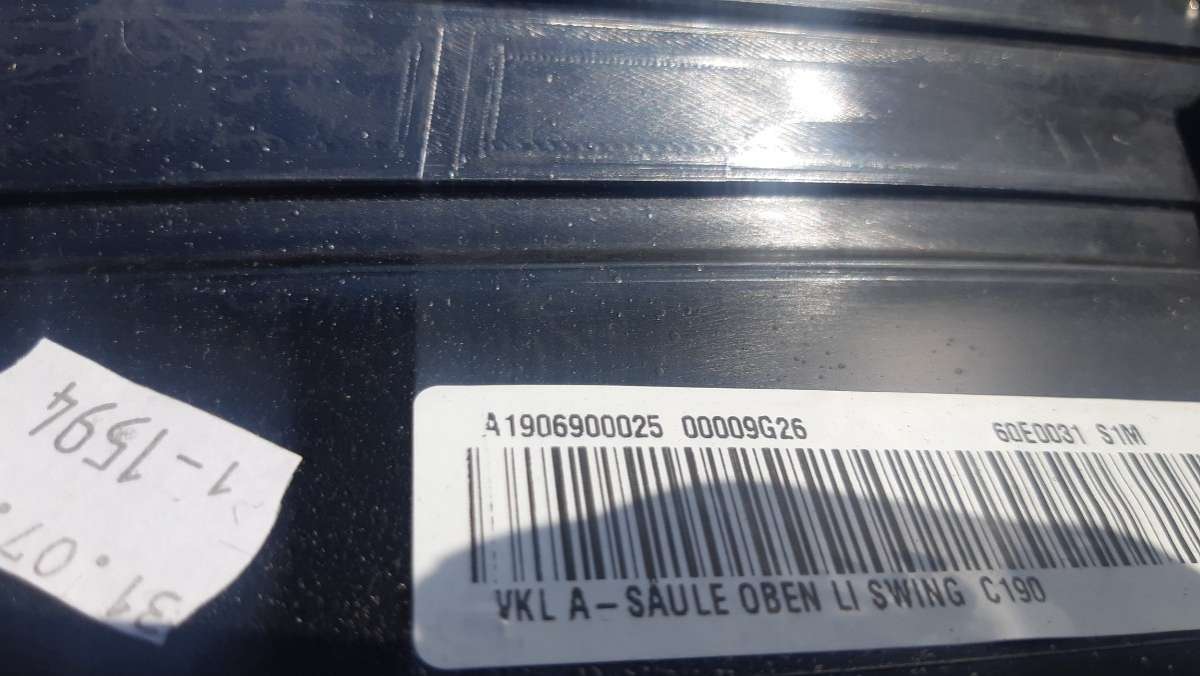 A1906900025 00009G26 60E0031 S1M
VKL A-SÄULE OBEN LI SWING C190
1-1594
31.07.